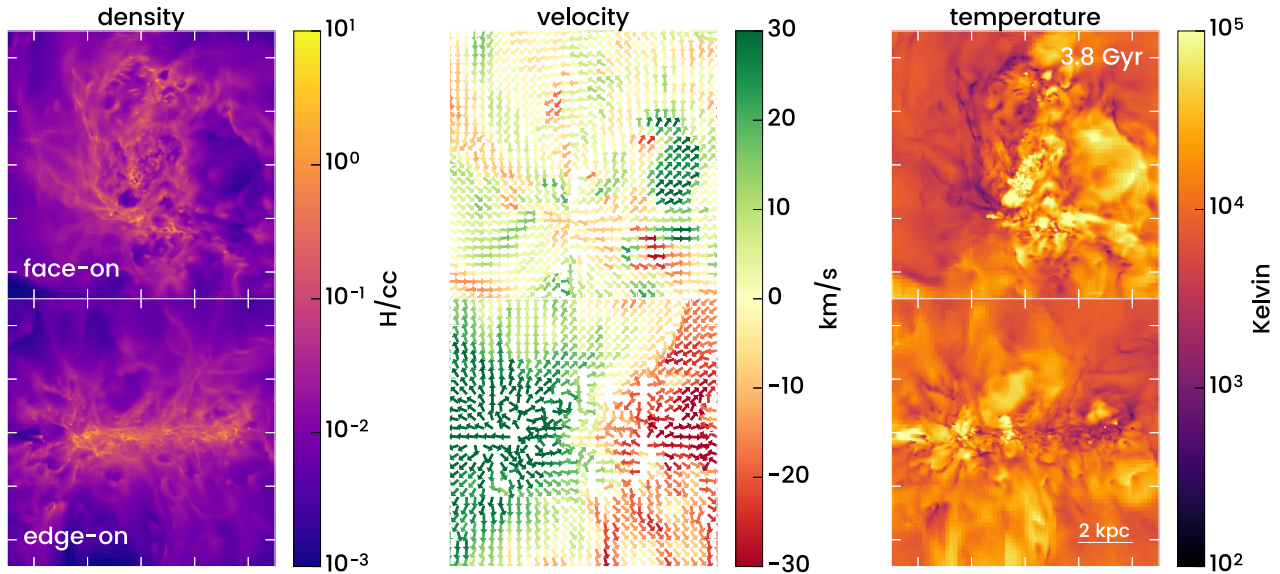 density
velocity
temperature
face-on
edge-on
10¹
10⁰
10⁻¹
10⁻²
10⁻³
H/cc
30
20
10
0
−10
−20
−30
km/s
3.8 Gyr
2 kpc
10⁵
10⁴
10³
10²
Kelvin